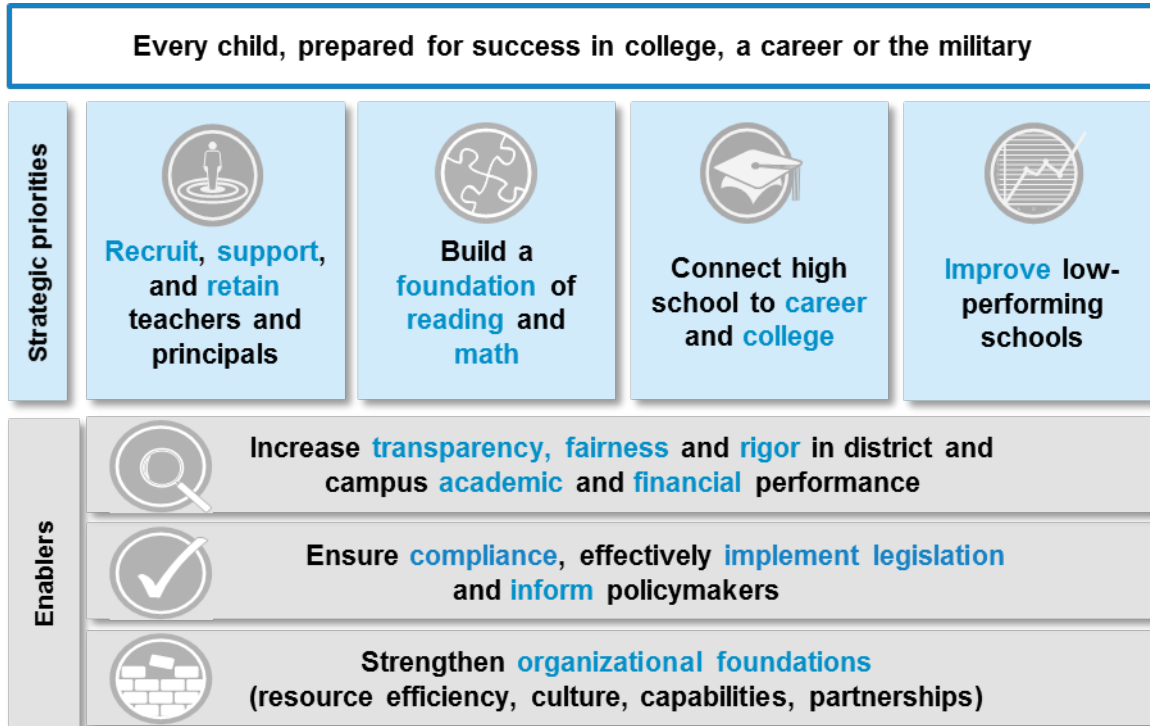 Every child, prepared for success in college, a career or the military
Strategic priorities
Recruit, support,
and retain
teachers and
principals
Build a
foundation of
reading and
math
Connect high
school to career
and college
Improve low-
performing
schools
Enablers
Increase transparency, fairness and rigor in district and
campus academic and financial performance
Ensure compliance, effectively implement legislation
and inform policymakers
Strengthen organizational foundations
(resource efficiency, culture, capabilities, partnerships)